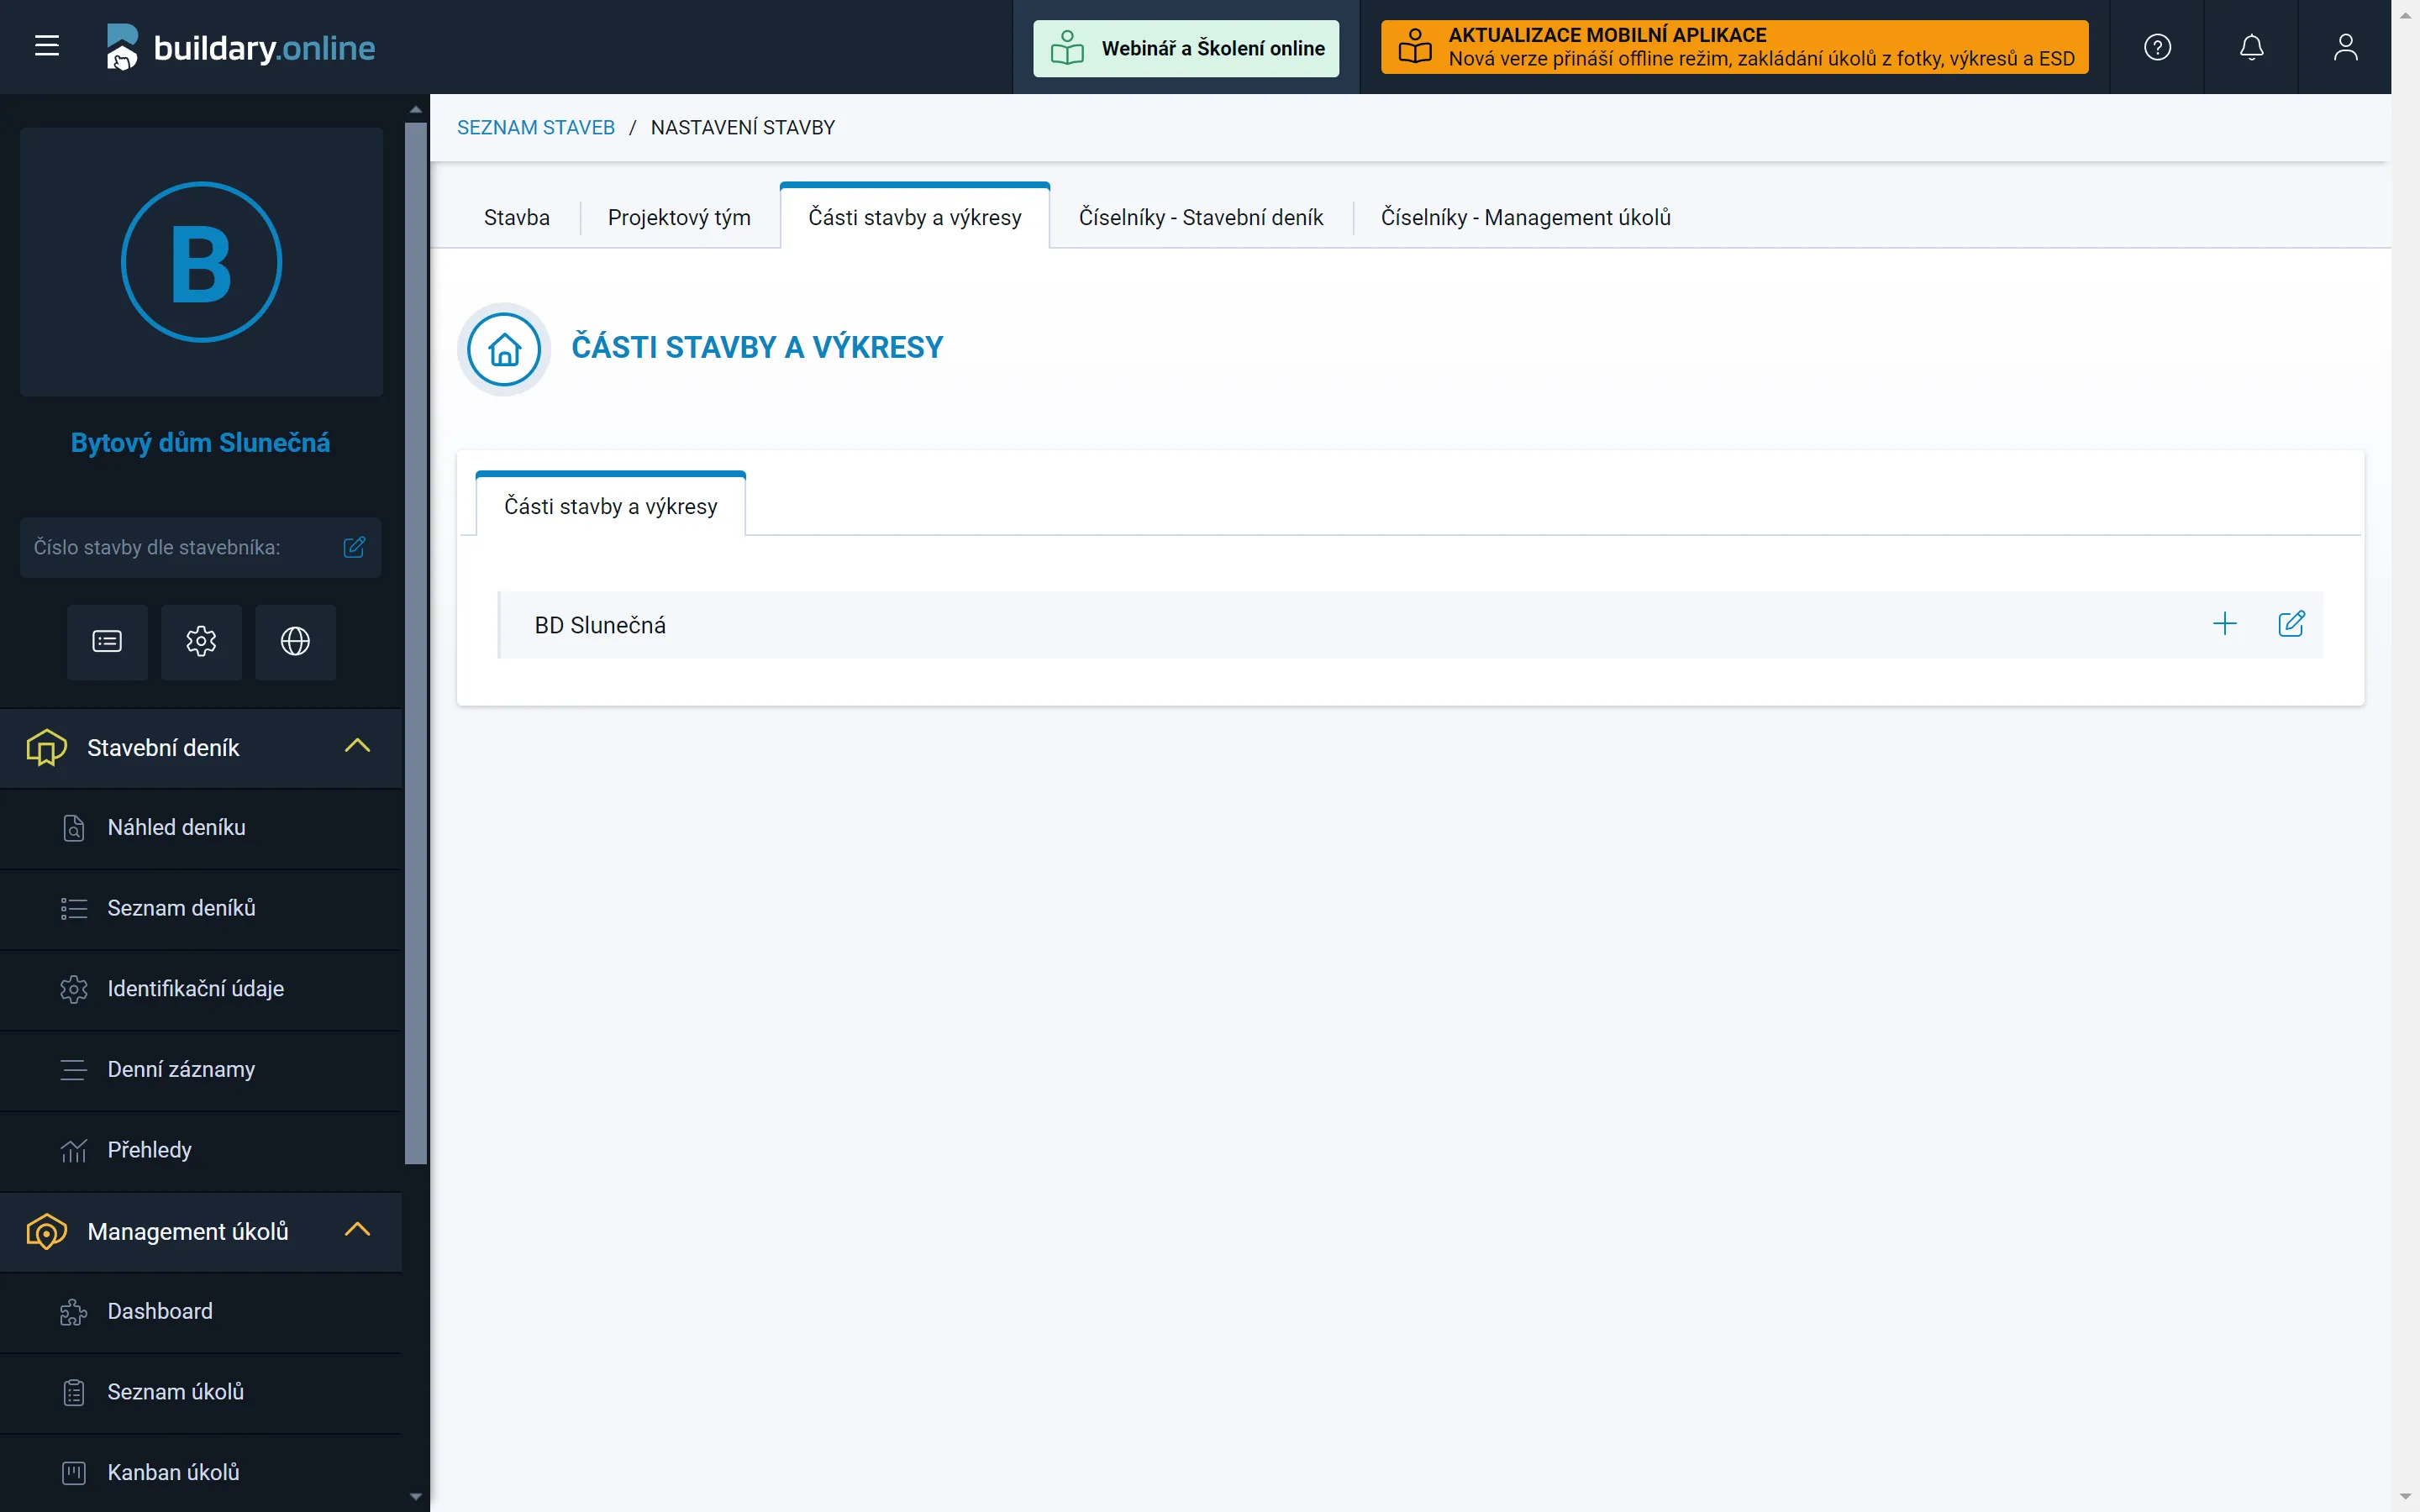 buildary.online
Webinář a Školení online
AKTUALIZACE MOBILNÍ APLIKACE
Nová verze přináší offline režim, zakládání úkolů z fotky, výkresů a ESD
B
Bytový dům Slunečná
Číslo stavby dle stavebníka:
Stavební deník
Náhled deníku
Seznam deníků
Identifikační údaje
Denní záznamy
Přehledy
Management úkolů
Dashboard
Seznam úkolů
Kanban úkolů
SEZNAM STAVEB / NASTAVENÍ STAVBY
Stavba
Projektový tým
Části stavby a výkresy
Číselníky - Stavební deník
Číselníky - Management úkolů
ČÁSTI STAVBY A VÝKRESY
Části stavby a výkresy
BD Slunečná